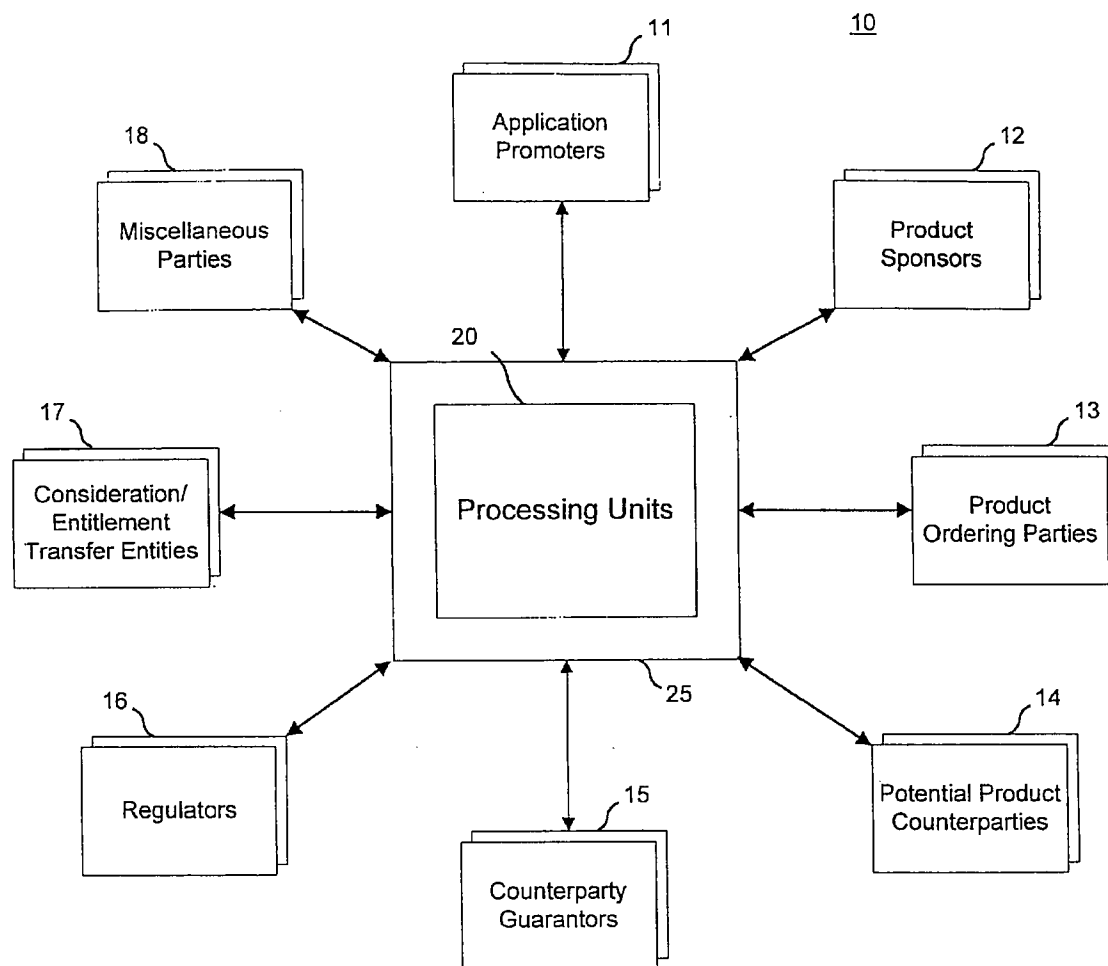 10
11
Application
Promoters
18
Miscellaneous
Parties
12
Product
Sponsors
20
Processing Units
17
Consideration/
Entitlement
Transfer Entities
13
Product
Ordering Parties
25
16
Regulators
14
Potential Product
Counterparties
15
Counterparty
Guarantors